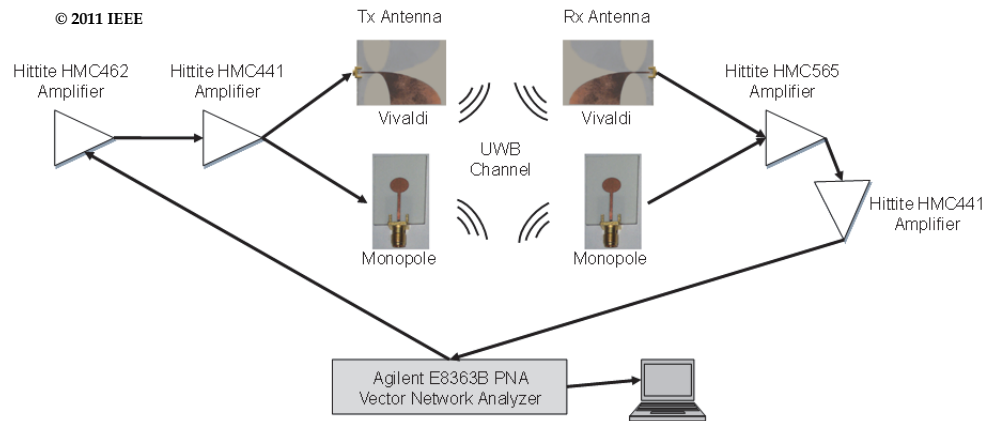 © 2011 IEEE
Tx Antenna
Rx Antenna
Hittite HMC462
Amplifier
Hittite HMC441
Amplifier
Vivaldi
Vivaldi
Hittite HMC565
Amplifier
UWB
Channel
Hittite HMC441
Amplifier
Monopole
Monopole
Agilent E8363B PNA
Vector Network Analyzer